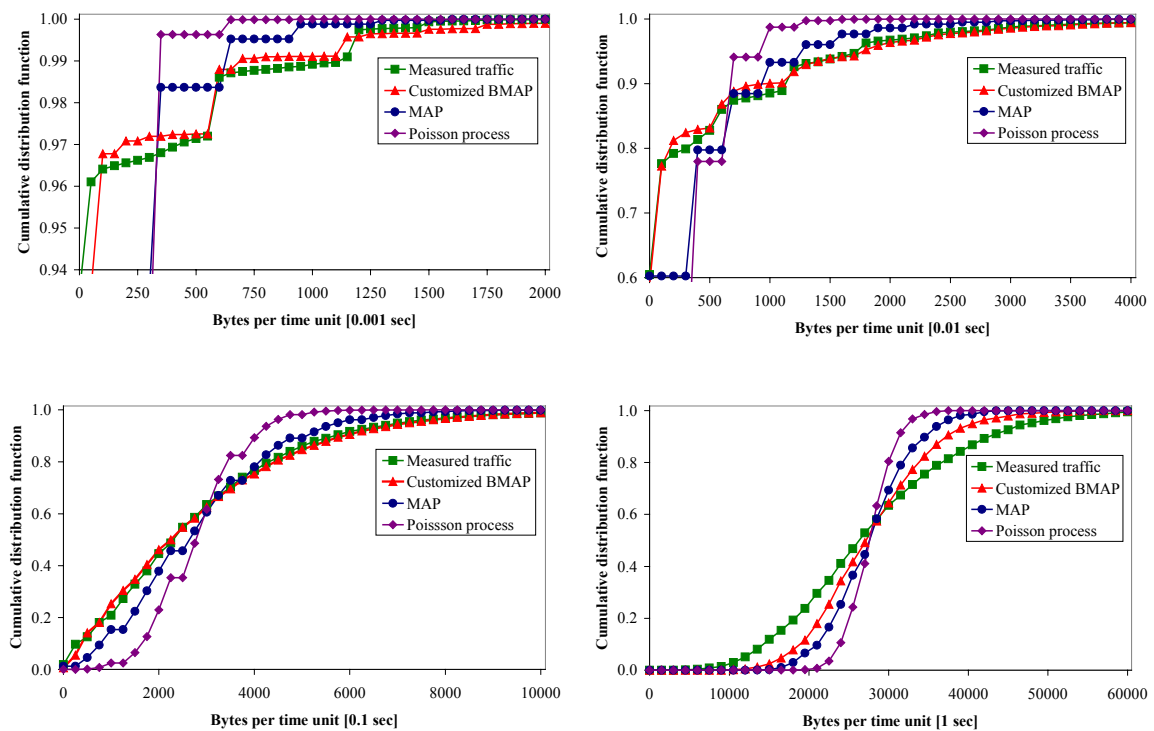 1.00
0.99
0.98
0.97
0.96
0.95
0.94
Cumulative distribution function
0 250 500 750 1000 1250 1500 1750 2000
Bytes per time unit [0.001 sec]
Measured traffic
Customized BMAP
MAP
Poisson process
1.0
0.9
0.8
0.7
0.6
Cumulative distribution function
0 500 1000 1500 2000 2500 3000 3500 4000
Bytes per time unit [0.01 sec]
Measured traffic
Customized BMAP
MAP
Poisson process
1.0
0.8
0.6
0.4
0.2
0.0
Cumulative distribution function
0 2000 4000 6000 8000 10000
Bytes per time unit [0.1 sec]
Measured traffic
Customized BMAP
MAP
Poissson process
1.0
0.8
0.6
0.4
0.2
0.0
Cumulative distribution function
0 10000 20000 30000 40000 50000 60000
Bytes per time unit [1 sec]
Measured traffic
Customized BMAP
MAP
Poisson process